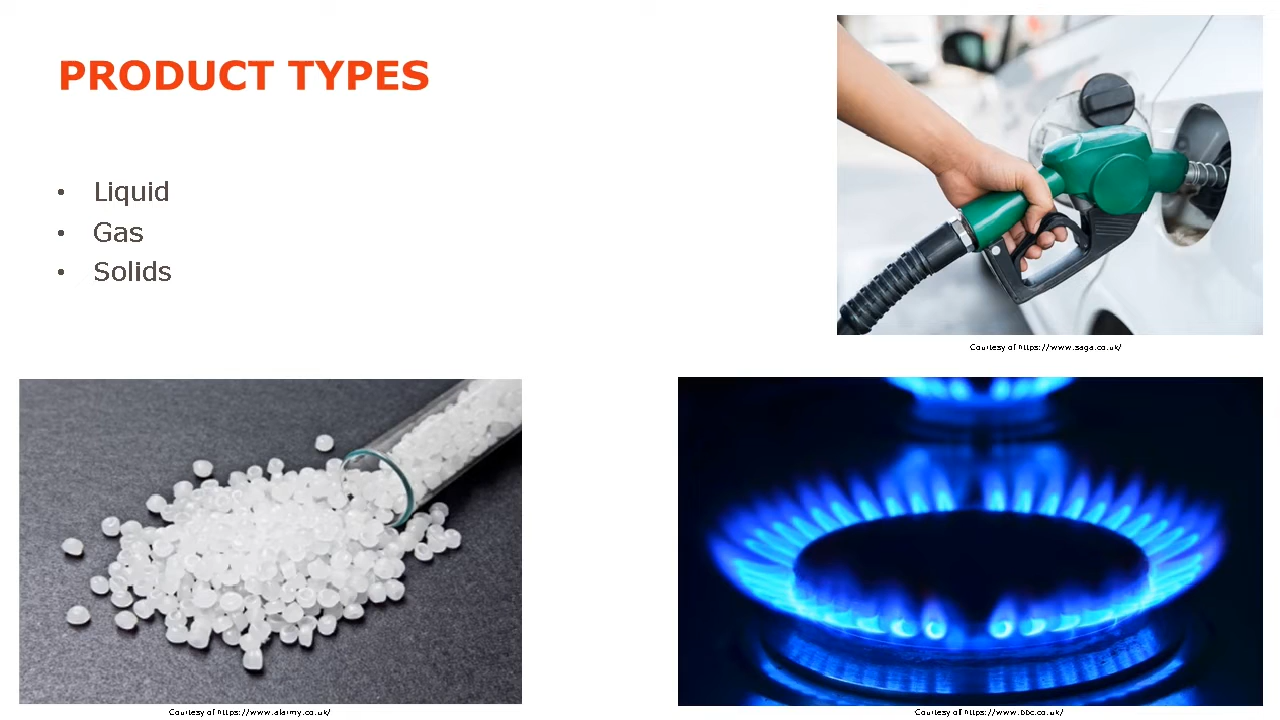 PRODUCT TYPES
• Liquid
• Gas
• Solids
Courtesy of https://www.saga.co.uk/
Courtesy of https://www.alamy.co.uk/
Courtesy of https://www.bbc.co.uk/